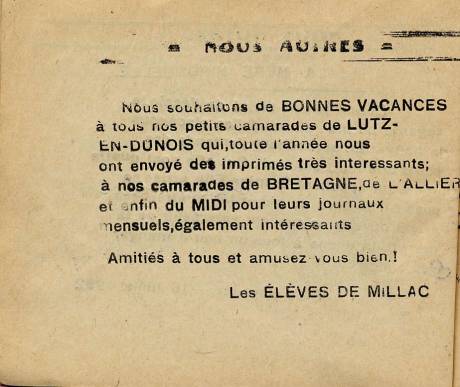 = NOUS AUTRES =
Nous souhaitons de BONNES VACANCES
à tous nos petits camarades de LUTZ-
EN-DUNOIS qui,toute l'année nous
ont envoyé des imprimés très interessants;
à nos camarades de BRETAGNE,de L'ALLIER
et enfin du MIDI pour leurs journaux
mensuels,également intéressants
Amitiés à tous et amusez-vous bien.!
Les ÉLÈVES DE MiLLAC